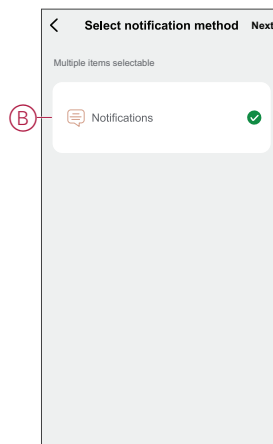 Select notification method Next
Multiple items selectable
B Notifications